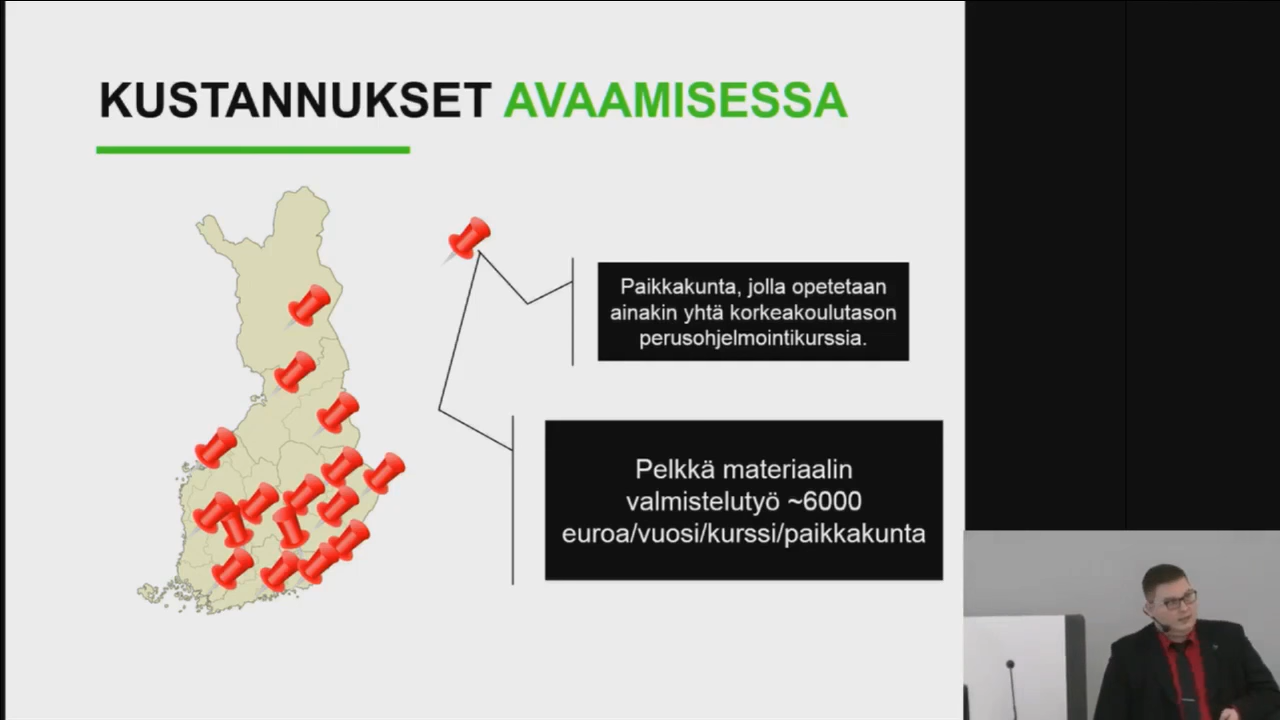 KUSTANNUKSET AVAAMISESSA
Paikkakunta, jolla opetetaan
ainakin yhtä korkeakoulutason
perusohjelmointikurssia.
Pelkkä materiaalin
valmistelutyö ~6000
euroa/vuosi/kurssi/paikkakunta